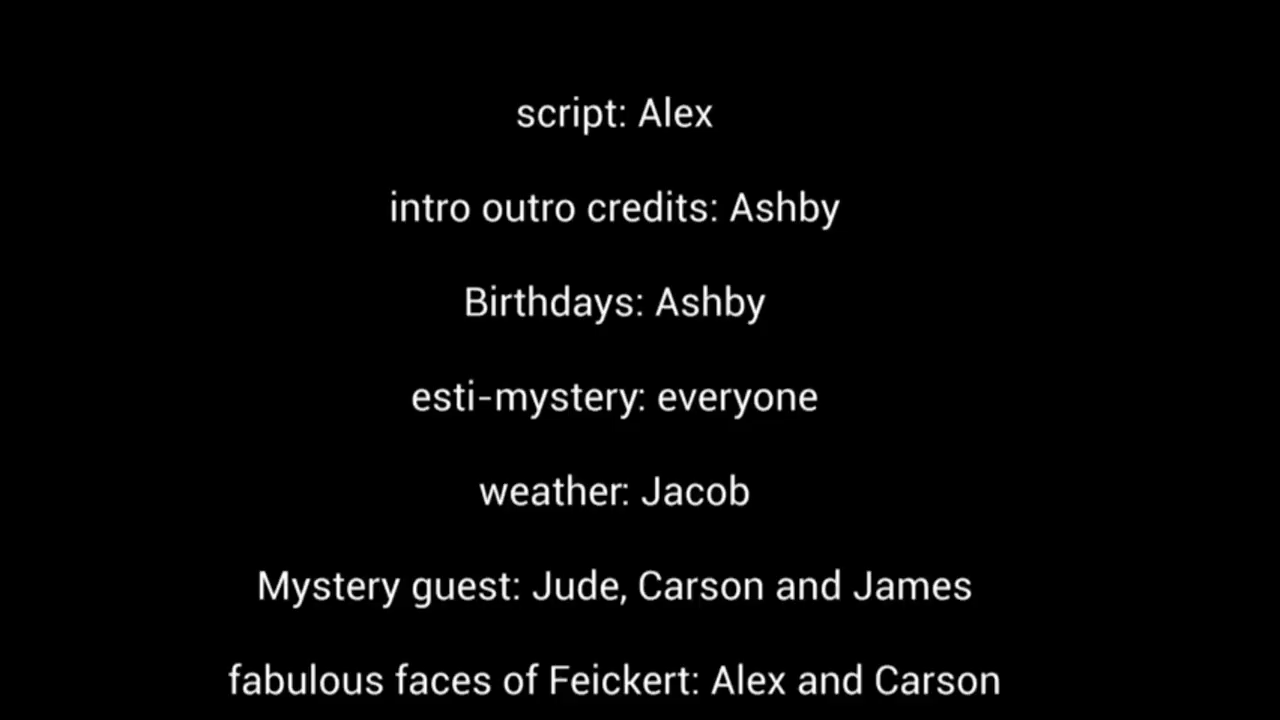 script: Alex
intro outro credits: Ashby
Birthdays: Ashby
esti-mystery: everyone
weather: Jacob
Mystery guest: Jude, Carson and James
fabulous faces of Feickert: Alex and Carson